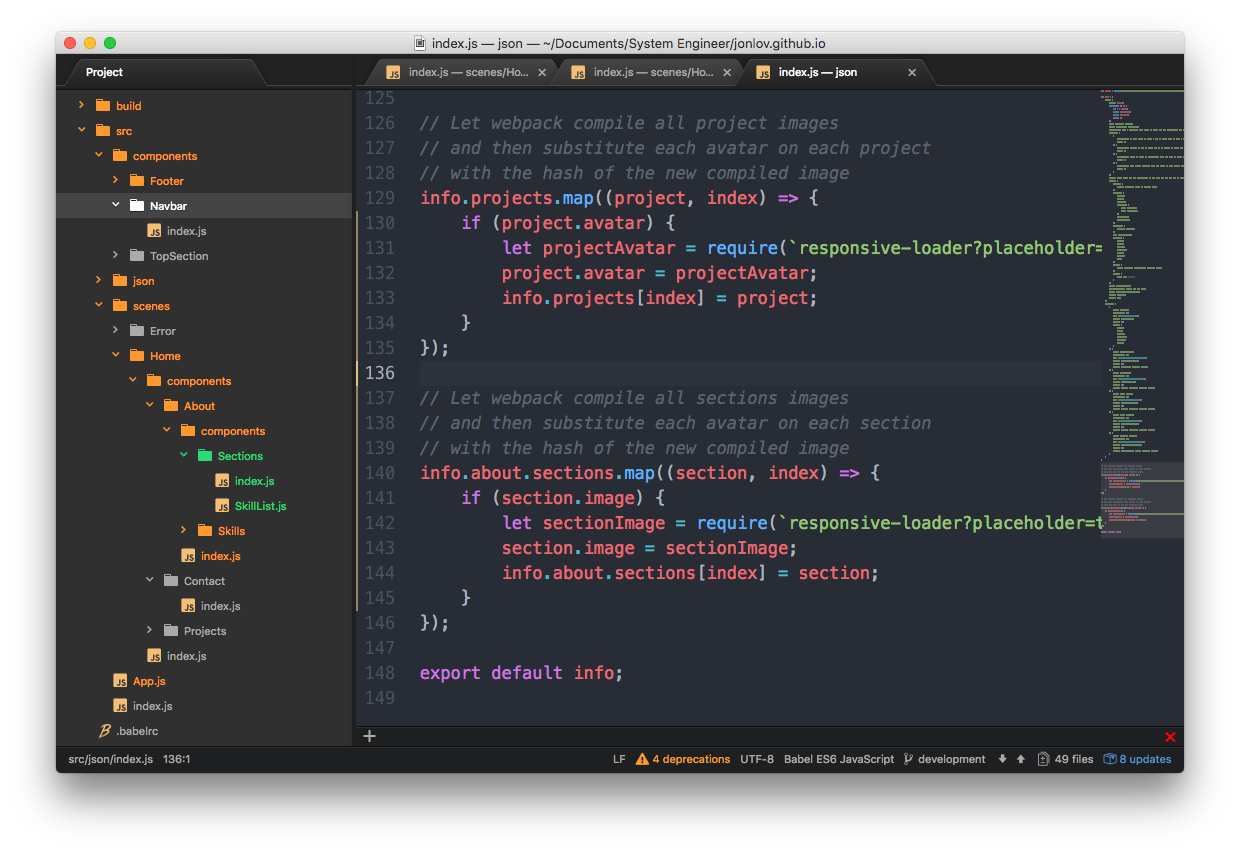 index.js — json — ~/Documents/System Engineer/jonlov.github.io
Project
index.js — scenes/Ho...
index.js — scenes/Ho...
index.js — json
build
src
components
Footer
Navbar
index.js
TopSection
json
scenes
Error
Home
components
About
components
Sections
index.js
SkillList.js
Skills
index.js
Contact
index.js
Projects
index.js
App.js
index.js
.babelrc
125
126 // Let webpack compile all project images
127 // and then substitute each avatar on each project
128 // with the hash of the new compiled image
129 info.projects.map((project, index) => {
130     if (project.avatar) {
131         let projectAvatar = require(`responsive-loader?placeholder=
132         project.avatar = projectAvatar;
133         info.projects[index] = project;
134     }
135 });
136
137 // Let webpack compile all sections images
138 // and then substitute each avatar on each section
139 // with the hash of the new compiled image
140 info.about.sections.map((section, index) => {
141     if (section.image) {
142         let sectionImage = require(`responsive-loader?placeholder=t
143         section.image = sectionImage;
144         info.about.sections[index] = section;
145     }
146 });
147
148 export default info;
149
src/json/index.js 136:1 LF 4 deprecations UTF-8 Babel ES6 JavaScript development 49 files 8 updates